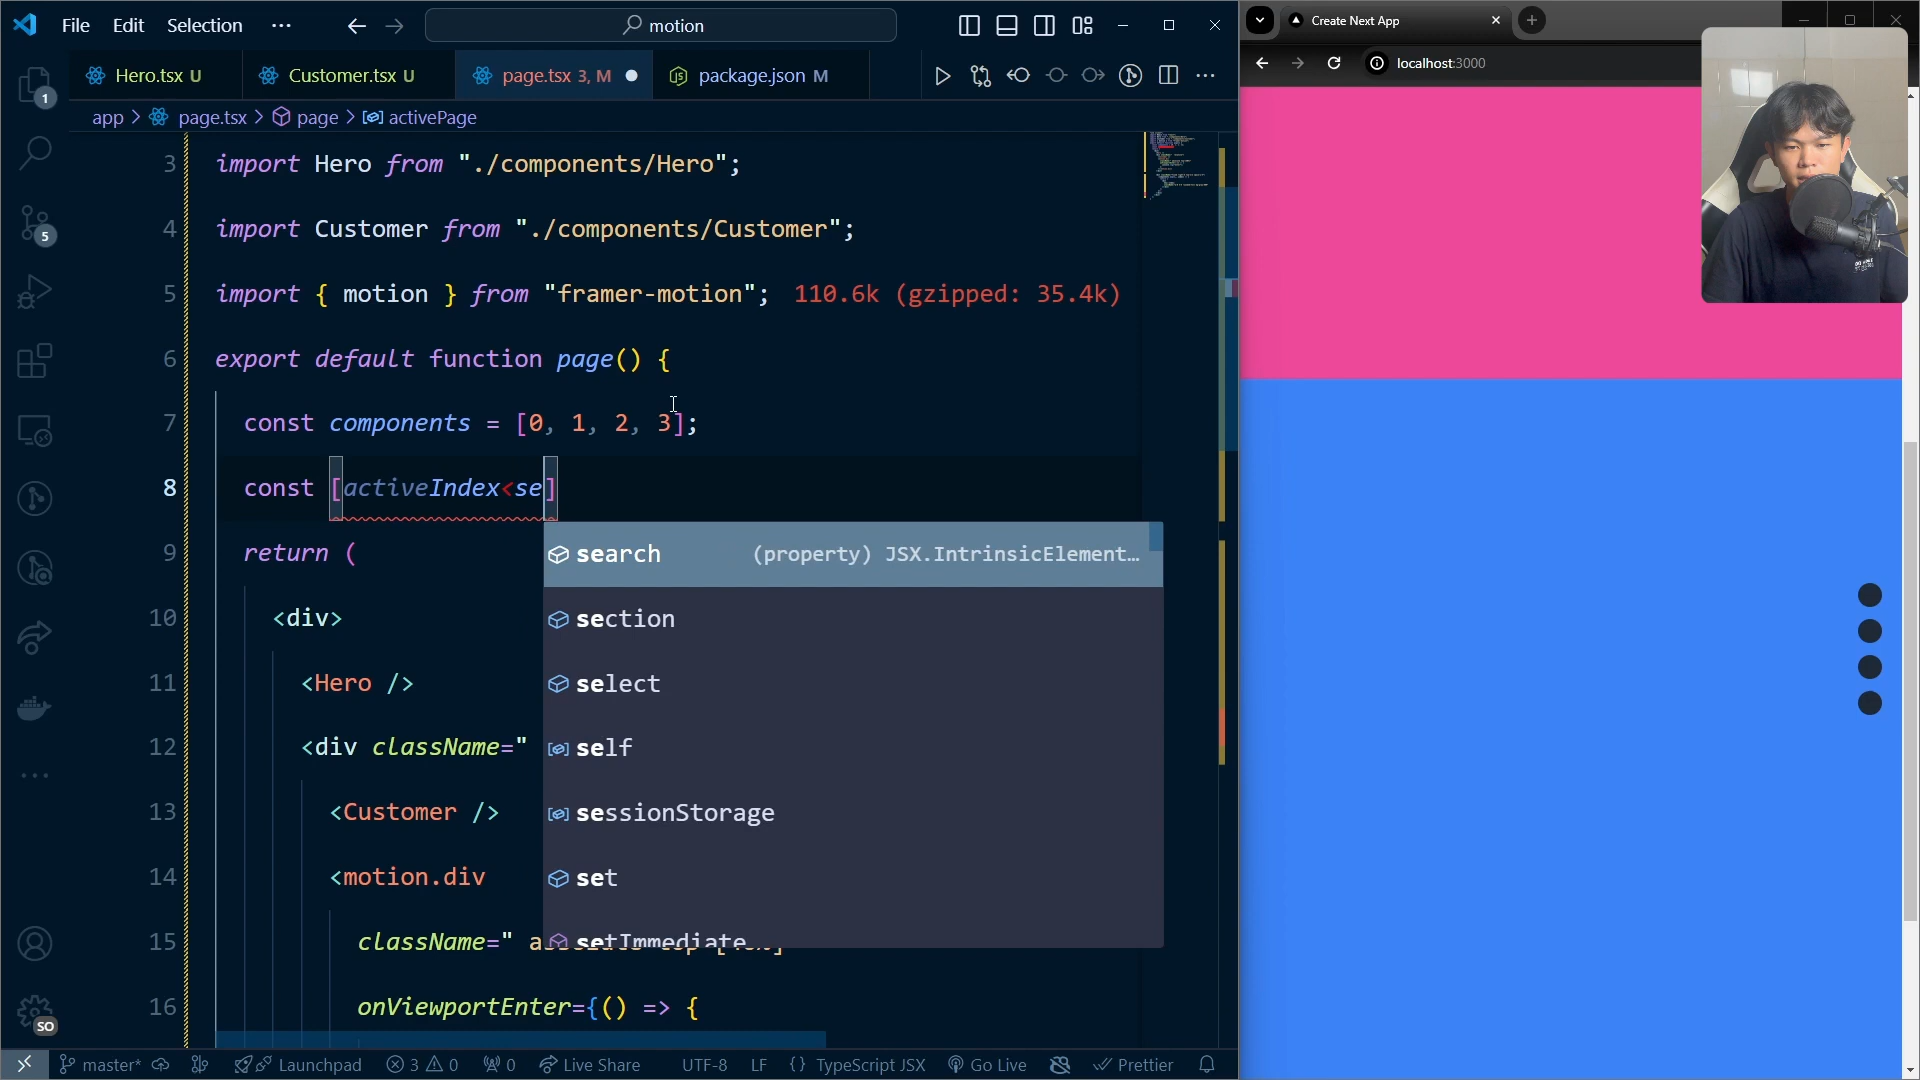 File Edit Selection ··· motion
Create Next App
Hero.tsx U Customer.tsx U page.tsx 3, M package.json M
localhost:3000
app > page.tsx > page > activePage
3 import Hero from "./components/Hero";
4 import Customer from "./components/Customer";
5 import { motion } from "framer-motion"; 110.6k (gzipped: 35.4k)
6 export default function page() {
7 const components = [0, 1, 2, 3];
8 const [activeIndex<se]
9 return (
search (property) JSX.IntrinsicElement…
10 <div>
section
11 <Hero />
select
12 <div className="
self
13 <Customer />
sessionStorage
14 <motion.div
set
15 className="
setImmediate
16 onViewportEnter={() => {
1
5
SO
master* Launchpad 3 0 0 Live Share UTF-8 LF {} TypeScript JSX Go Live Prettier